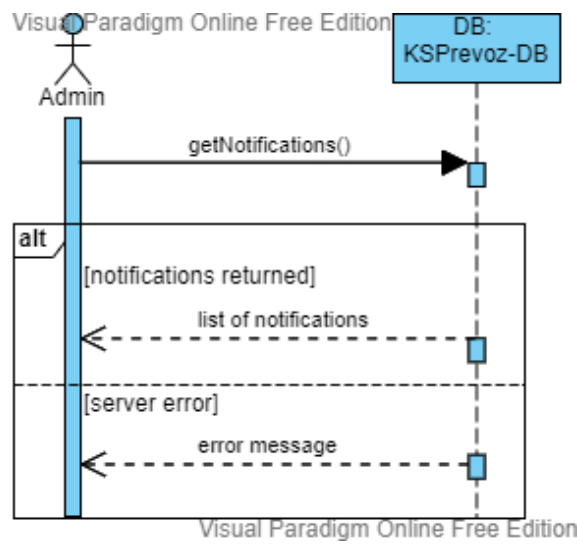 Visual Paradigm Online Free Edition
DB:
KSPrevoz-DB
Admin
getNotifications()
alt
[notifications returned]
list of notifications
[server error]
error message
Visual Paradigm Online Free Edition